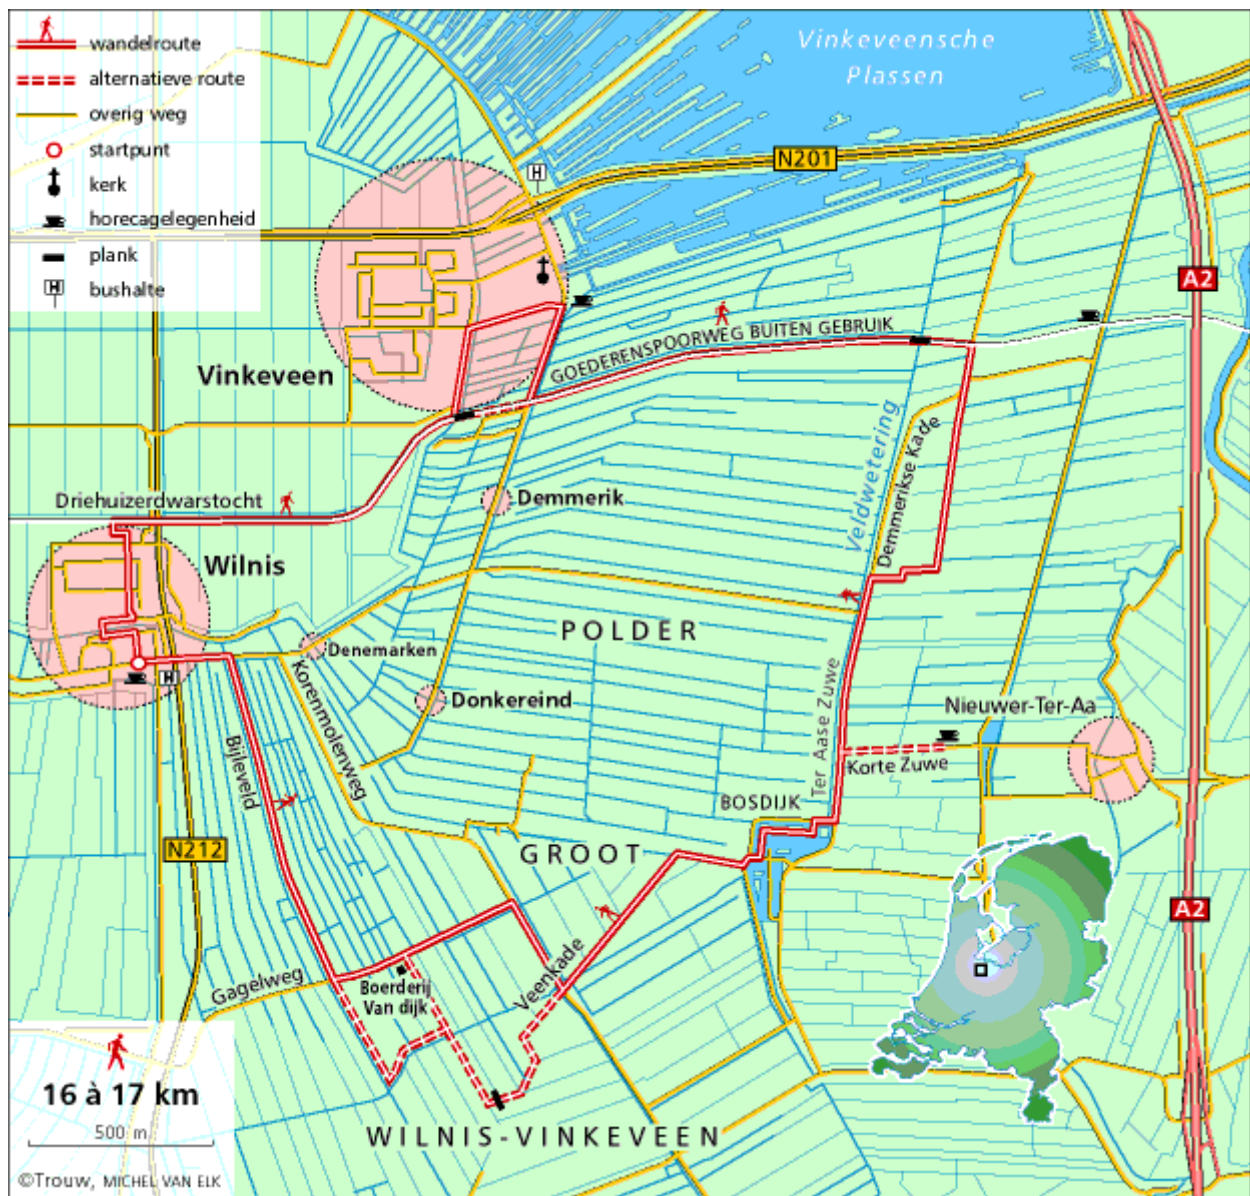 wandelroute
alternatieve route
overig weg
startpunt
kerk
horecagelegenheid
plank
H bushalte
Vinkeveensche
Plassen
N201
H
A2
GOEDERENSPOORWEG BUITEN GEBRUIK
Vinkeveen
Veldwetering
Demmerikse Kade
Driehuizerdwarstocht
Demmerik
Wilnis
POLDER
Denemarken
H
Korenmolenweg
Donkereind
Ter Aase Zuwe
Nieuwer-Ter-Aa
Korte Zuwe
Bijleveld
BOSDIJK
N212
GROOT
A2
Gagelweg
Boerderij
Van dijk
Veenkade
16 à 17 km
500 m
WILNIS-VINKEVEEN
©Trouw, MICHEL VAN ELK